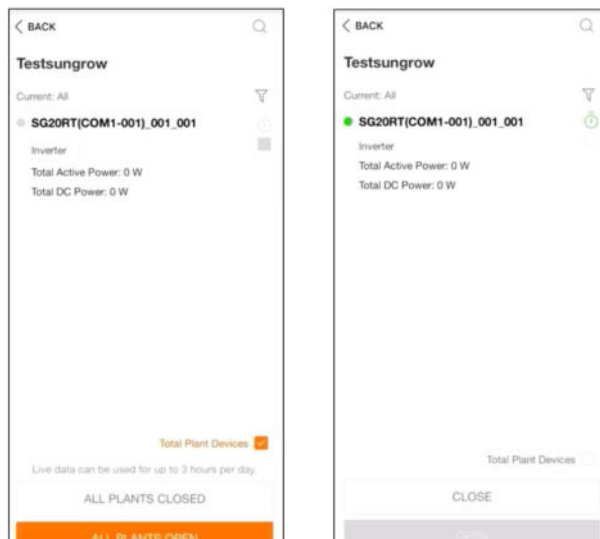 BACK
Testsungrow
Current: All
SG20RT(COM1-001)_001_001
Inverter
Total Active Power: 0 W
Total DC Power: 0 W
Total Plant Devices
Live data can be used for up to 3 hours per day.
ALL PLANTS CLOSED
ALL PLANTS OPEN
BACK
Testsungrow
Current: All
SG20RT(COM1-001)_001_001
Inverter
Total Active Power: 0 W
Total DC Power: 0 W
Total Plant Devices
CLOSE
OPEN